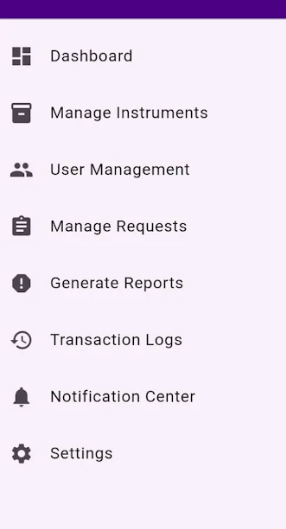 Dashboard
Manage Instruments
User Management
Manage Requests
Generate Reports
Transaction Logs
Notification Center
Settings